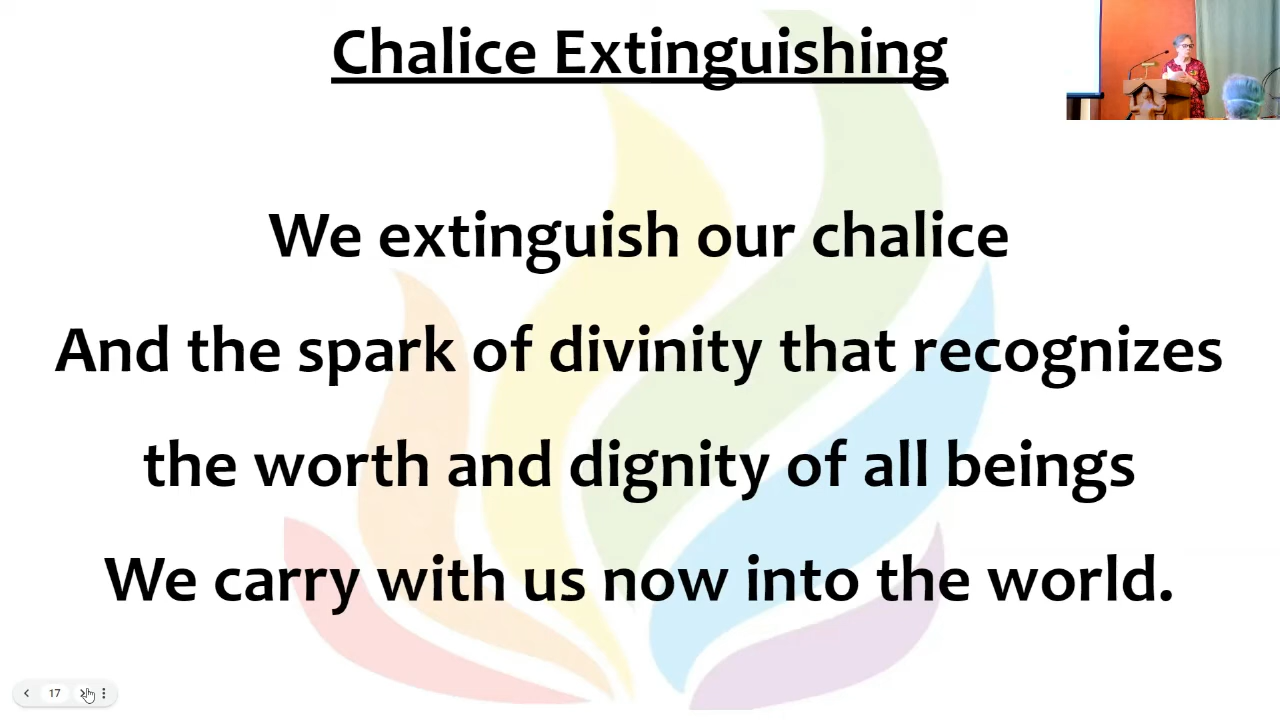 Chalice Extinguishing
We extinguish our chalice
And the spark of divinity that recognizes
the worth and dignity of all beings
We carry with us now into the world.
17